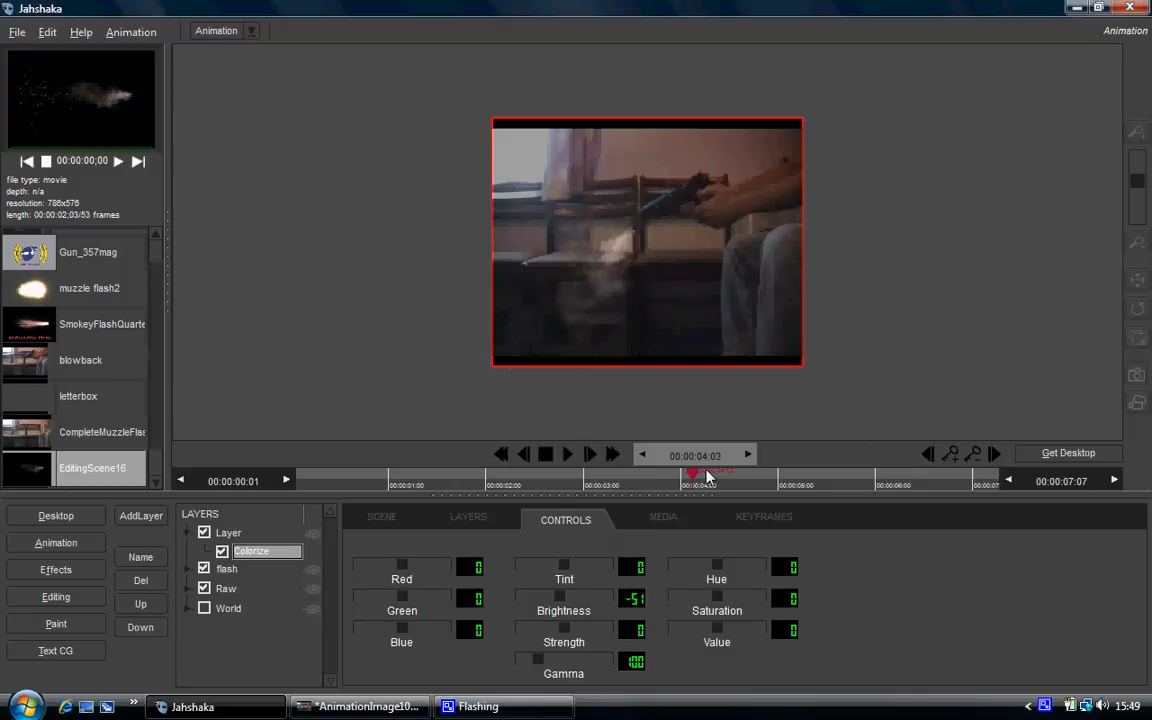 Jahshaka
File Edit Help Animation
Animation
Animation
00:00:00;00
file type: movie
depth: n/a
resolution: 786x576
length: 00:00:02;03/53 frames
Gun_357mag
muzzle flash2
SmokeyFlashQuarte
blowback
letterbox
CompleteMuzzleFlas
EditingScene16
00:00:04:03
Get Desktop
00:00:00:01
00:00:01:00
00:00:02:00
00:00:03:00
00:00:05:00
00:00:06:00
00:00:07:07
Desktop
AddLayer
LAYERS
SCENE
LAYERS
CONTROLS
MEDIA
KEYFRAMES
Layer
Animation
Colorize
Name
Effects
flash
Red 0
Tint 0
Hue 0
Del
Raw
Editing
Up
World
Green 0
Brightness -51
Saturation 0
Paint
Down
Blue 0
Strength 0
Value 0
Text CG
Gamma 100
Jahshaka
*AnimationImage10...
Flashing
15:49